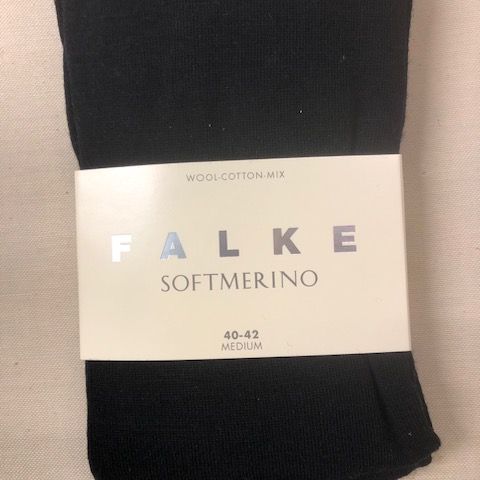 WOOL-COTTON-MIX
FALKE
SOFTMERINO
40-42
MEDIUM